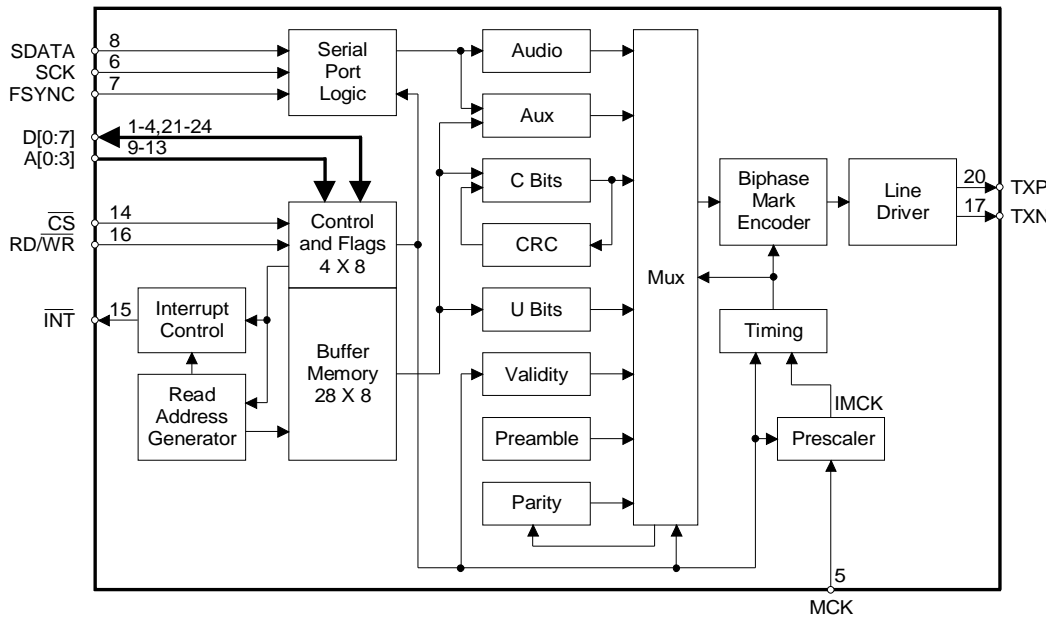 SDATA 8
SCK 6
FSYNC 7
D[0:7] 1-4,21-24
A[0:3] 9-13
CS 14
RD/WR 16
INT 15
Serial
Port
Logic
Control
and Flags
4 X 8
Buffer
Memory
28 X 8
Interrupt
Control
Read
Address
Generator
Audio
Aux
C Bits
CRC
U Bits
Validity
Preamble
Parity
Mux
Biphase
Mark
Encoder
Line
Driver
20 TXP
17 TXN
Timing
IMCK
Prescaler
5
MCK